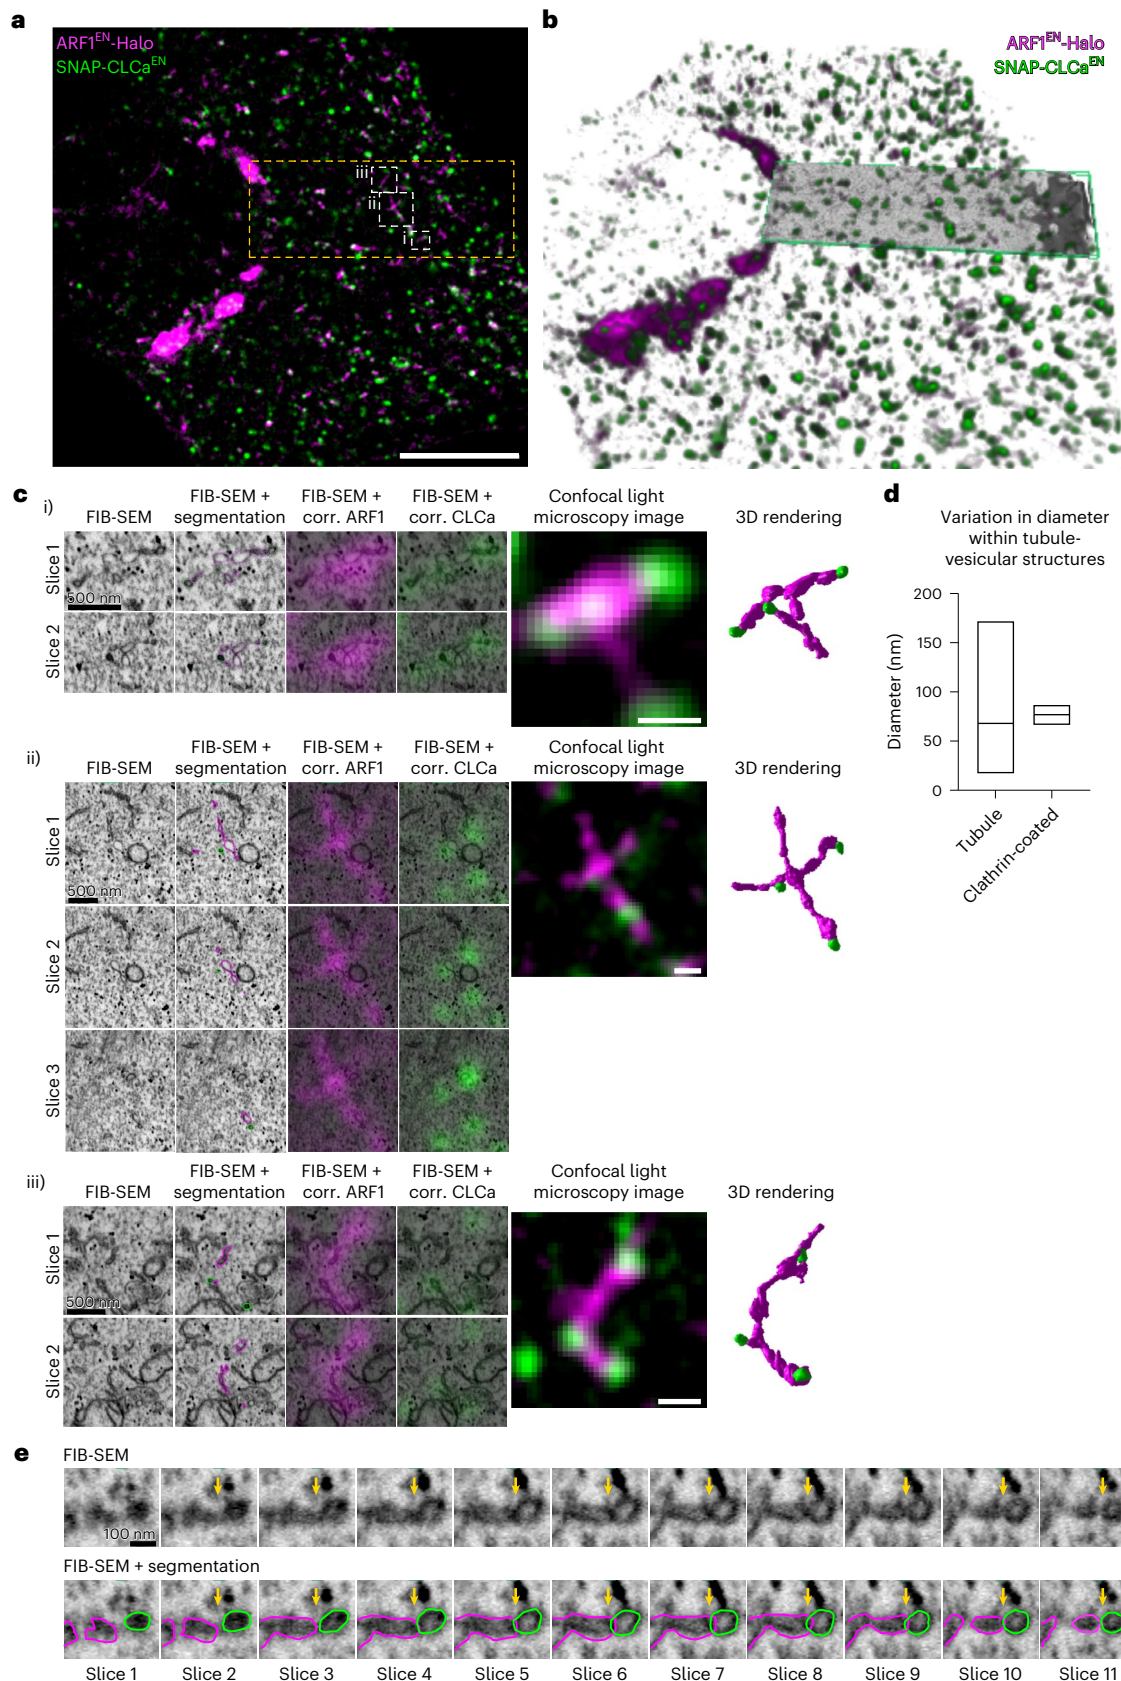 a
ARF1EN-Halo
SNAP-CLCaEN
iii
ii
i
b
ARF1EN-Halo
SNAP-CLCaEN
c
i)
FIB-SEM
FIB-SEM +
segmentation
FIB-SEM +
corr. ARF1
FIB-SEM +
corr. CLCa
Confocal light
microscopy image
3D rendering
Slice 1
500 nm
Slice 2
d
Variation in diameter
within tubule-
vesicular structures
Diameter (nm)
200
150
100
50
0
Tubule
Clathrin-coated
ii)
FIB-SEM
FIB-SEM +
segmentation
FIB-SEM +
corr. ARF1
FIB-SEM +
corr. CLCa
Confocal light
microscopy image
3D rendering
Slice 1
500 nm
Slice 2
Slice 3
iii)
FIB-SEM
FIB-SEM +
segmentation
FIB-SEM +
corr. ARF1
FIB-SEM +
corr. CLCa
Confocal light
microscopy image
3D rendering
Slice 1
500 nm
Slice 2
e
FIB-SEM
100 nm
FIB-SEM + segmentation
Slice 1 Slice 2 Slice 3 Slice 4 Slice 5 Slice 6 Slice 7 Slice 8 Slice 9 Slice 10 Slice 11